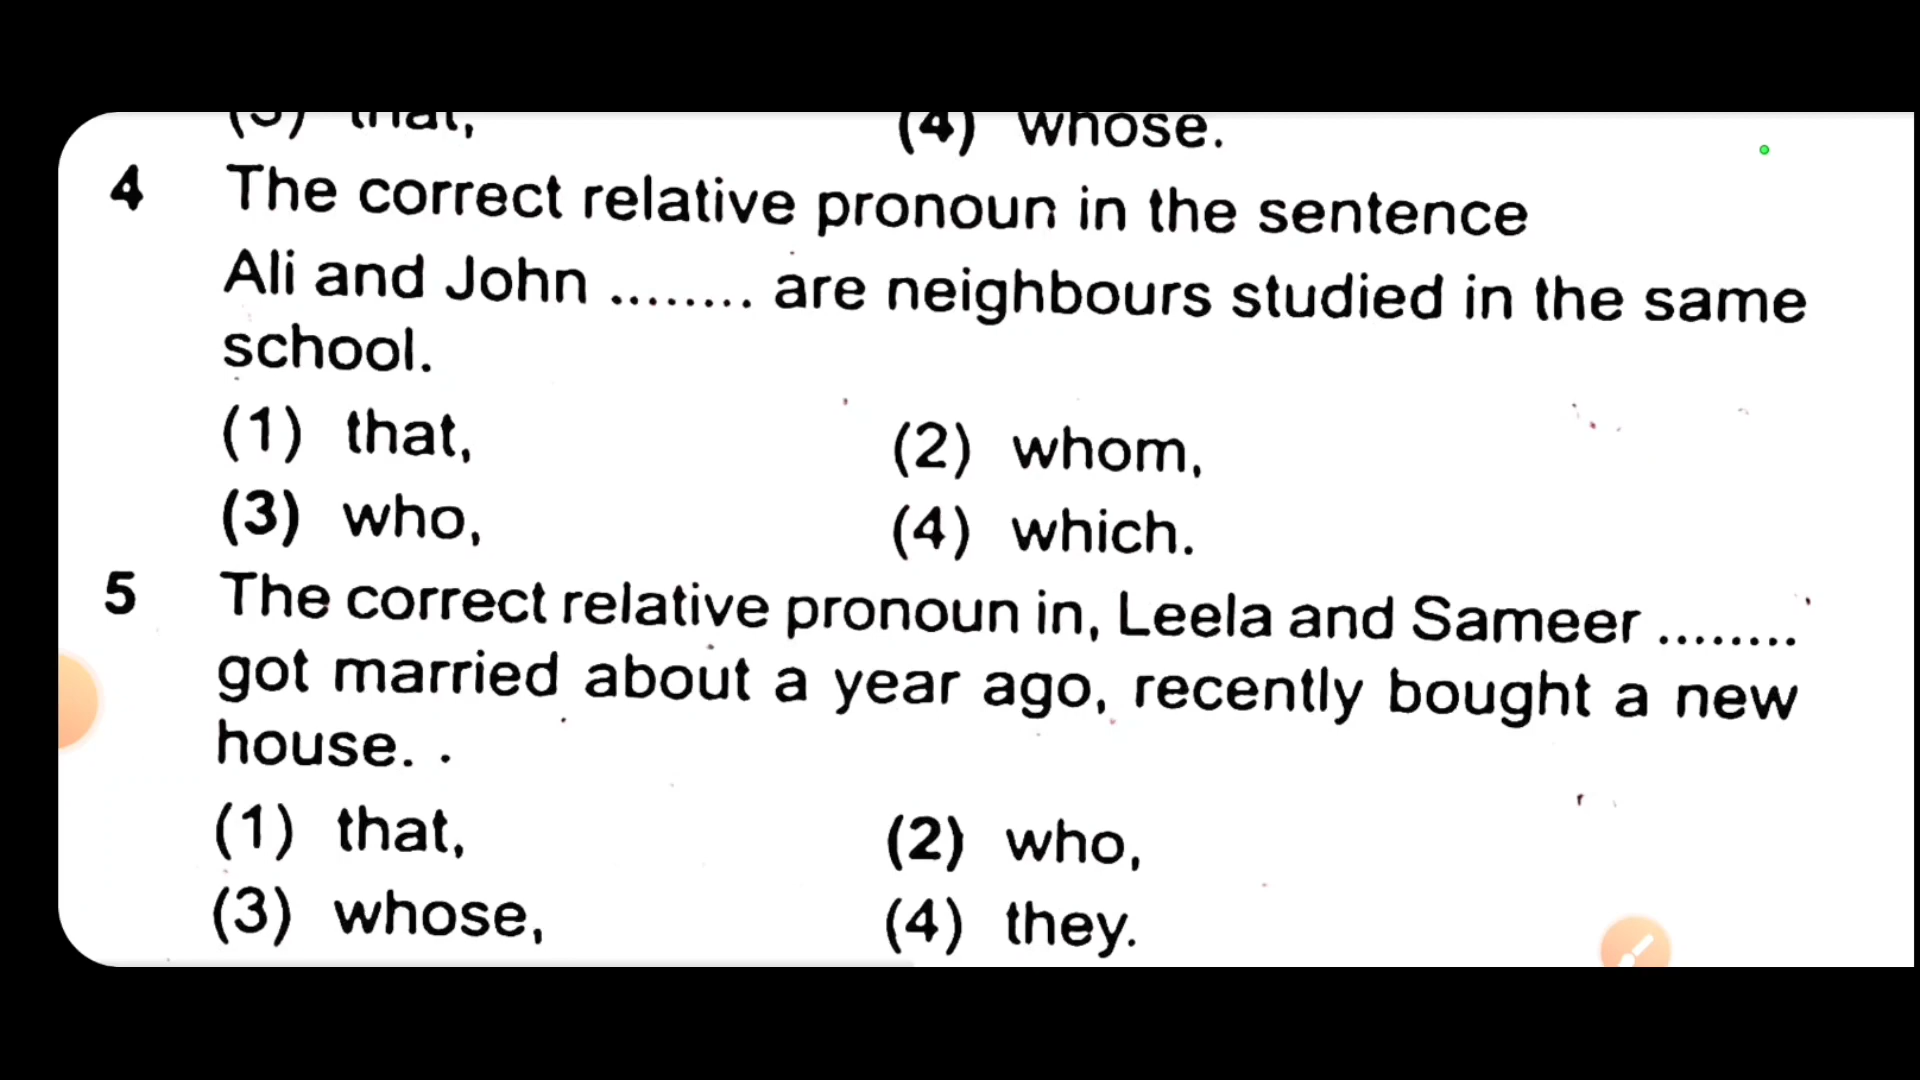 (3) that, (4) whose.
4 The correct relative pronoun in the sentence
Ali and John ........ are neighbours studied in the same
school.
(1) that, (2) whom,
(3) who, (4) which.
5 The correct relative pronoun in, Leela and Sameer ........
got married about a year ago, recently bought a new
house.
(1) that, (2) who,
(3) whose, (4) they.